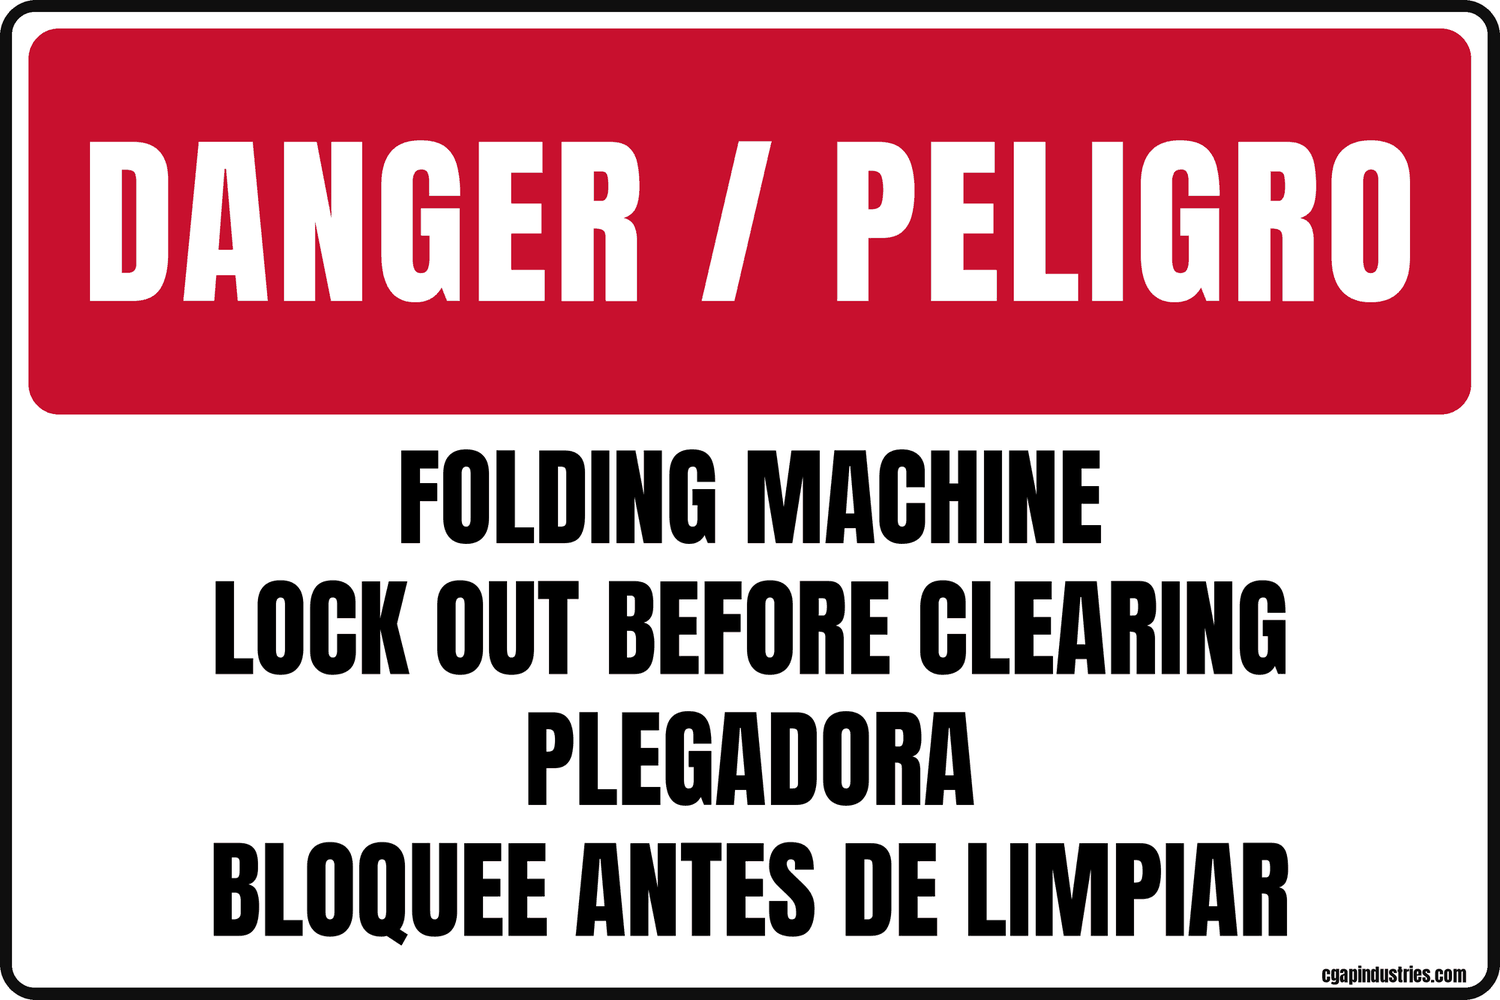 DANGER / PELIGRO
FOLDING MACHINE
LOCK OUT BEFORE CLEARING
PLEGADORA
BLOQUEE ANTES DE LIMPIAR
cgapindustries.com